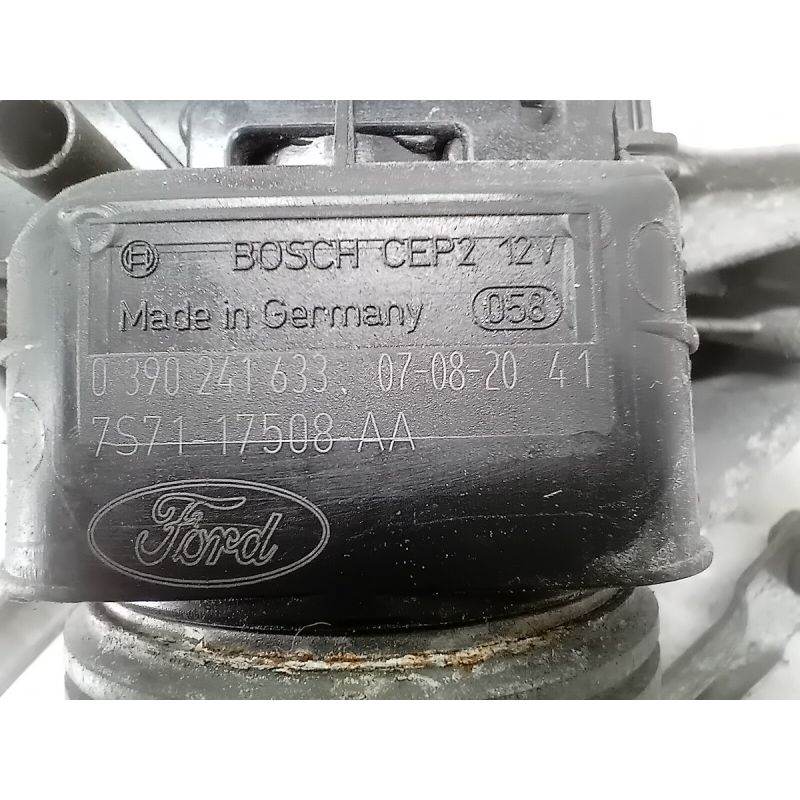 BOSCH CEP2 12V
Made in Germany 058
0 390 241 633 07-08-20 41
7S71-17508-AA
Ford